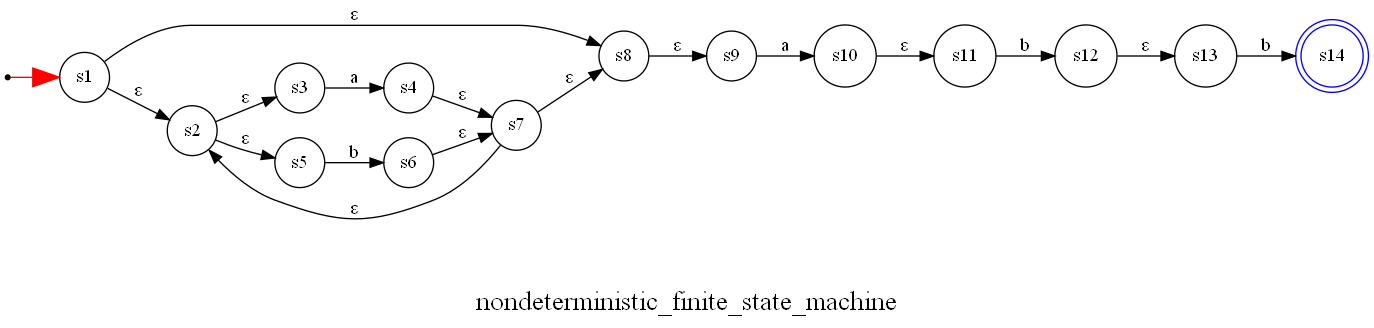 ε
s1
ε
s2
ε
s3
a
s4
ε
ε
s5
b
s6
ε
s7
ε
ε
s8
ε
s9
a
s10
ε
s11
b
s12
ε
s13
b
s14
nondeterministic_finite_state_machine